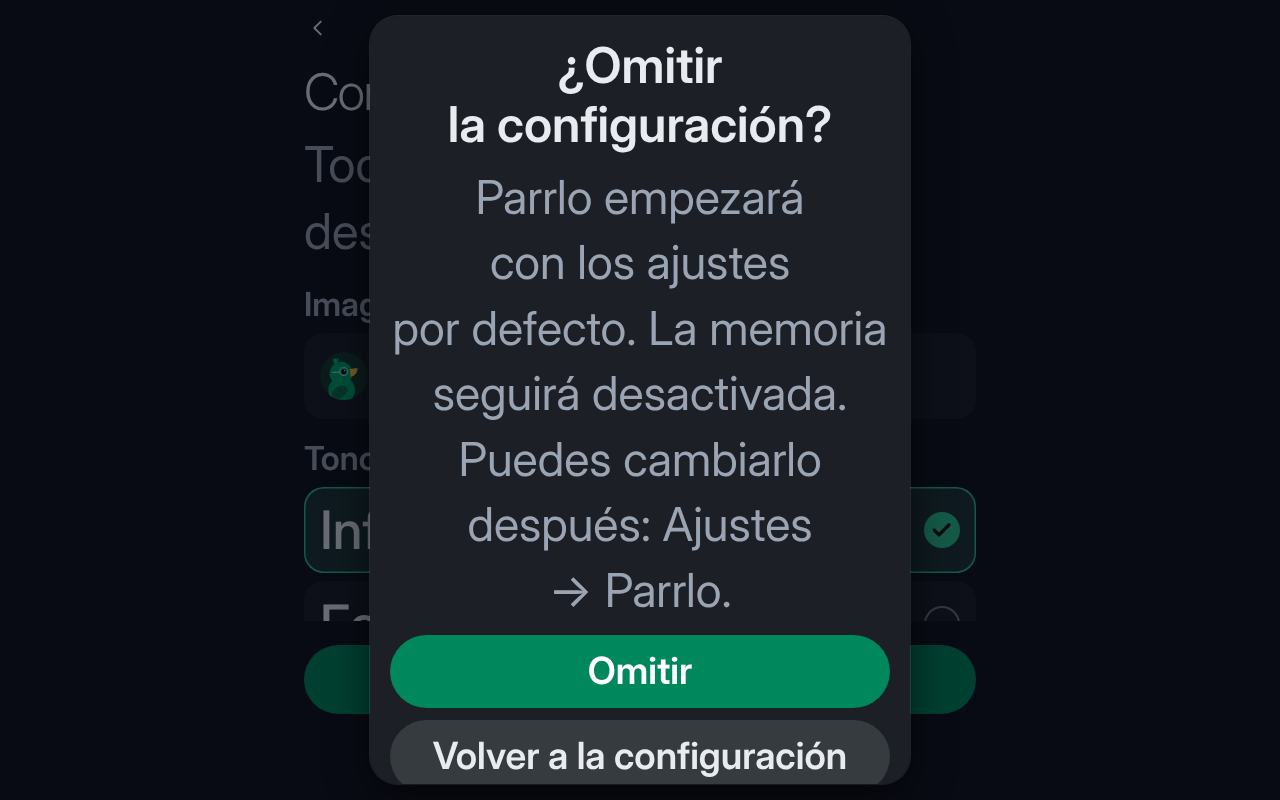 ¿Omitir
la configuración?
Parrlo empezará
con los ajustes
por defecto. La memoria
seguirá desactivada.
Puedes cambiarlo
después: Ajustes
→ Parrlo.
Omitir
Volver a la configuración